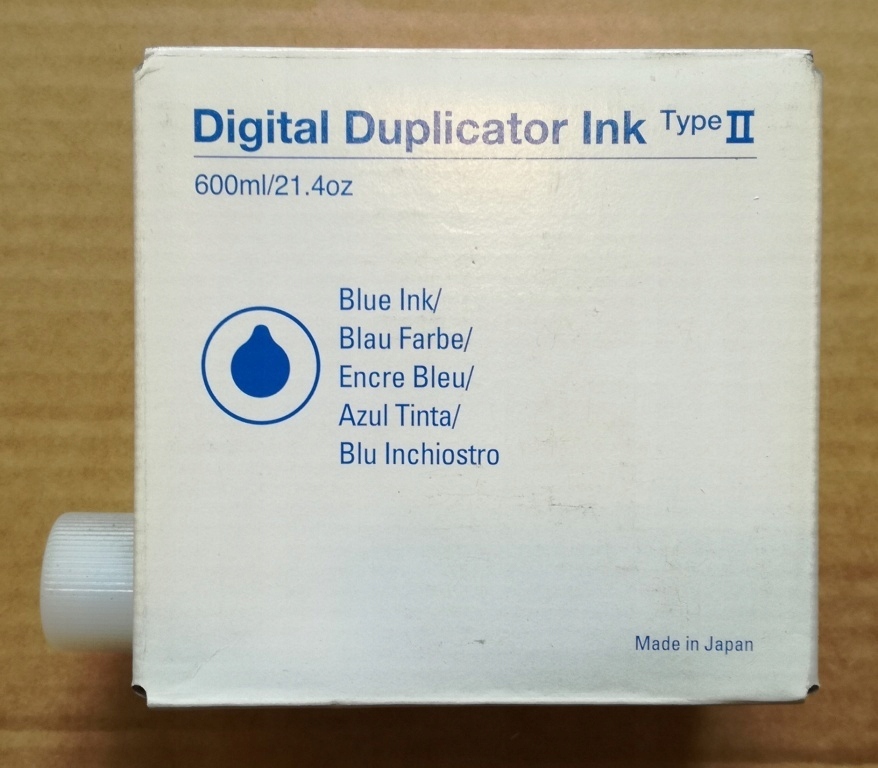 Digital Duplicator Ink Type II
600ml/21.4oz
Blue Ink/
Blau Farbe/
Encre Bleu/
Azul Tinta/
Blu Inchiostro
Made in Japan